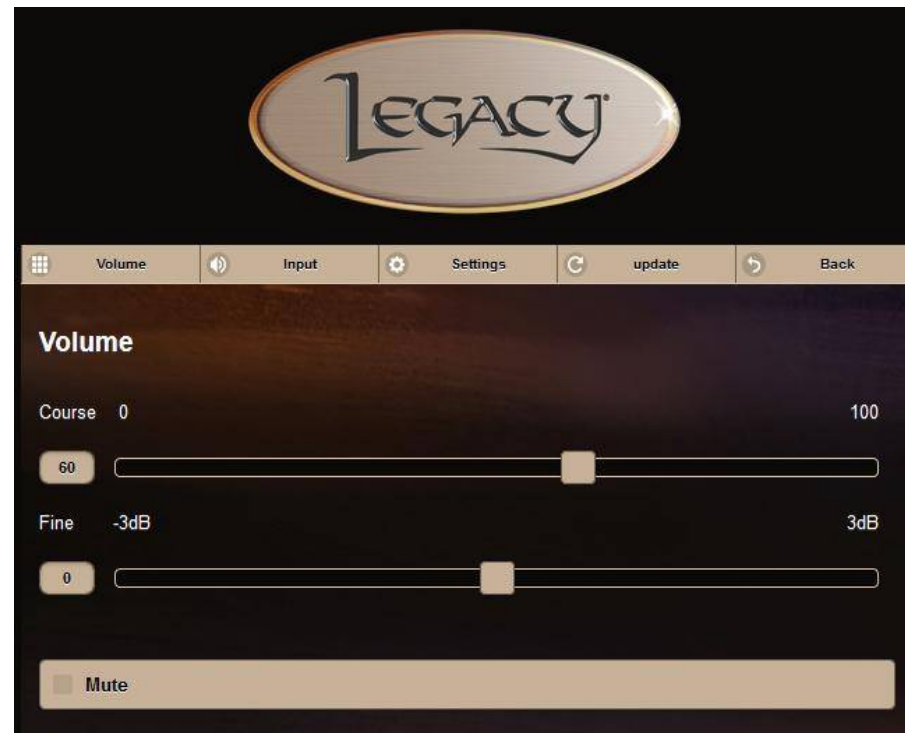 LEGACY
Volume Input Settings update Back
Volume
Course 0 100
60
Fine -3dB 3dB
0
Mute